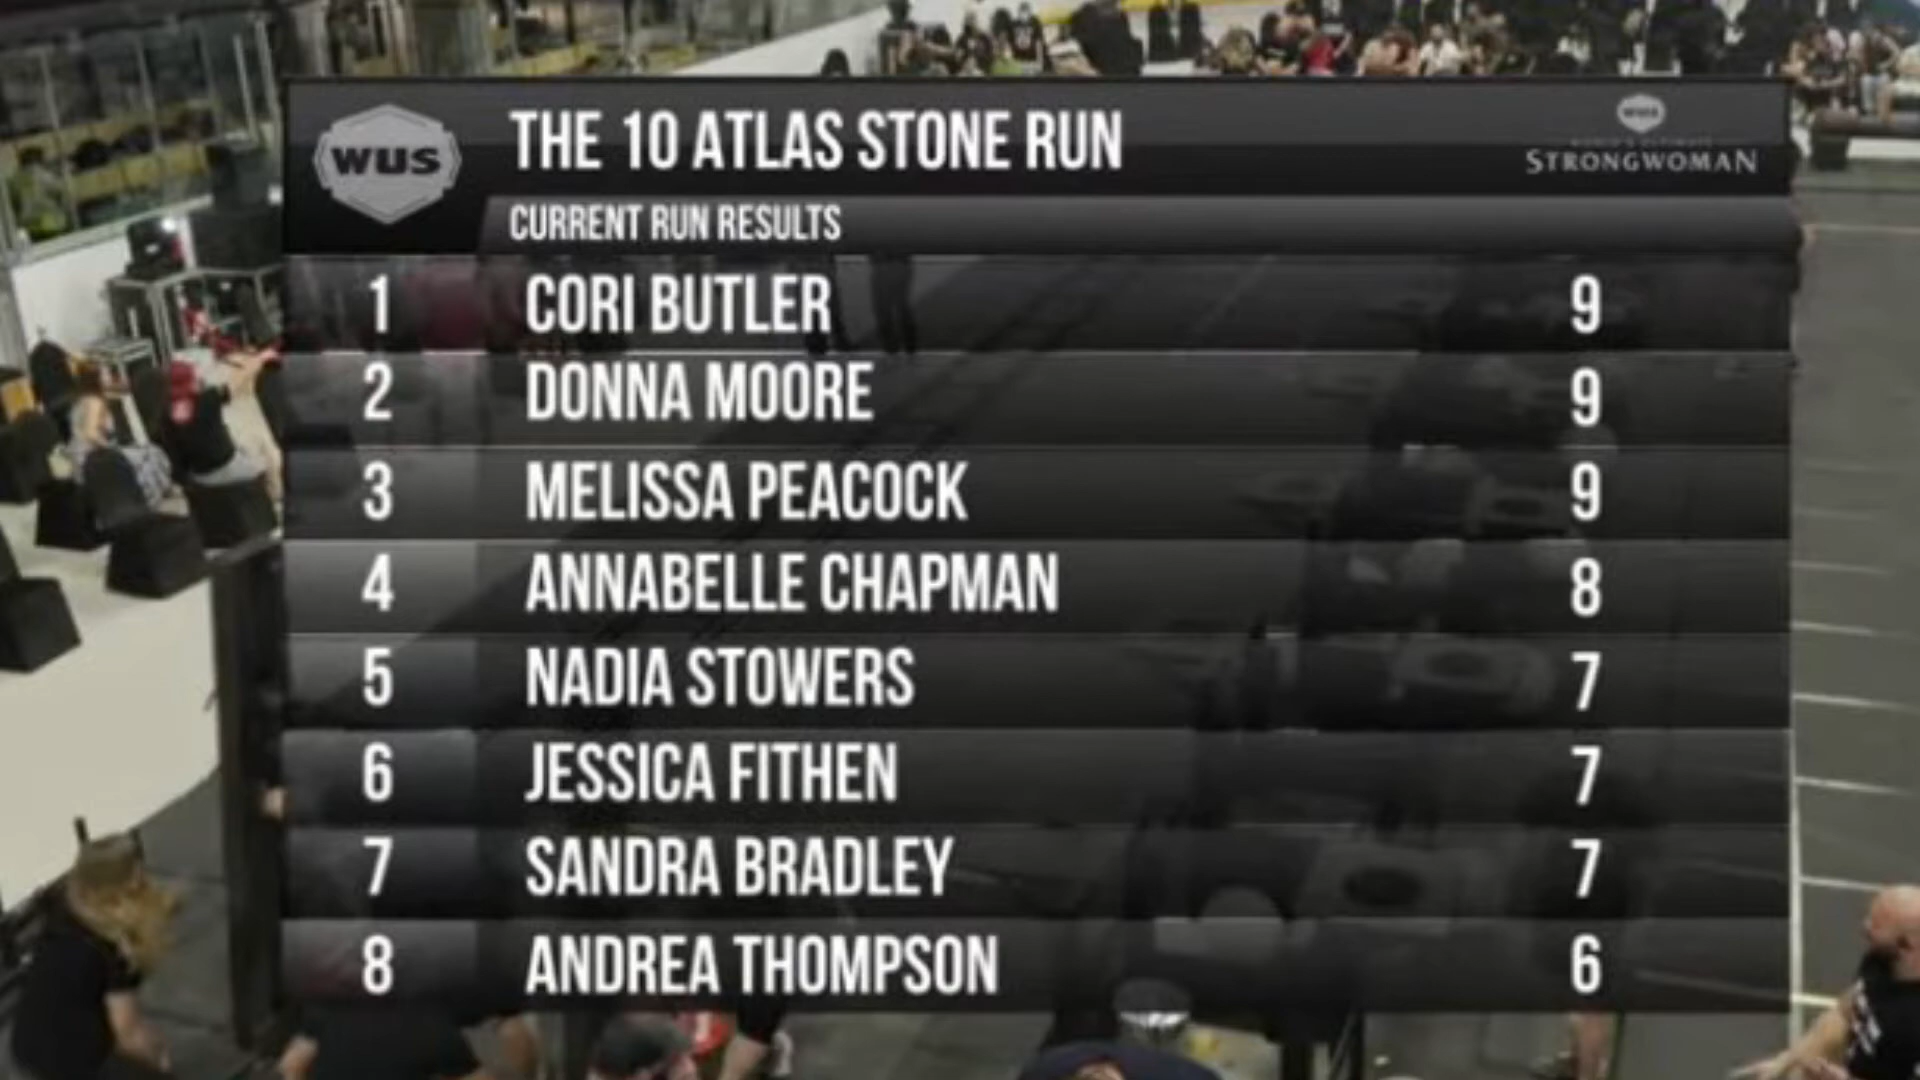 WUS
THE 10 ATLAS STONE RUN
WUS
STRONGWOMAN
CURRENT RUN RESULTS
1 CORI BUTLER 9
2 DONNA MOORE 9
3 MELISSA PEACOCK 9
4 ANNABELLE CHAPMAN 8
5 NADIA STOWERS 7
6 JESSICA FITHEN 7
7 SANDRA BRADLEY 7
8 ANDREA THOMPSON 6